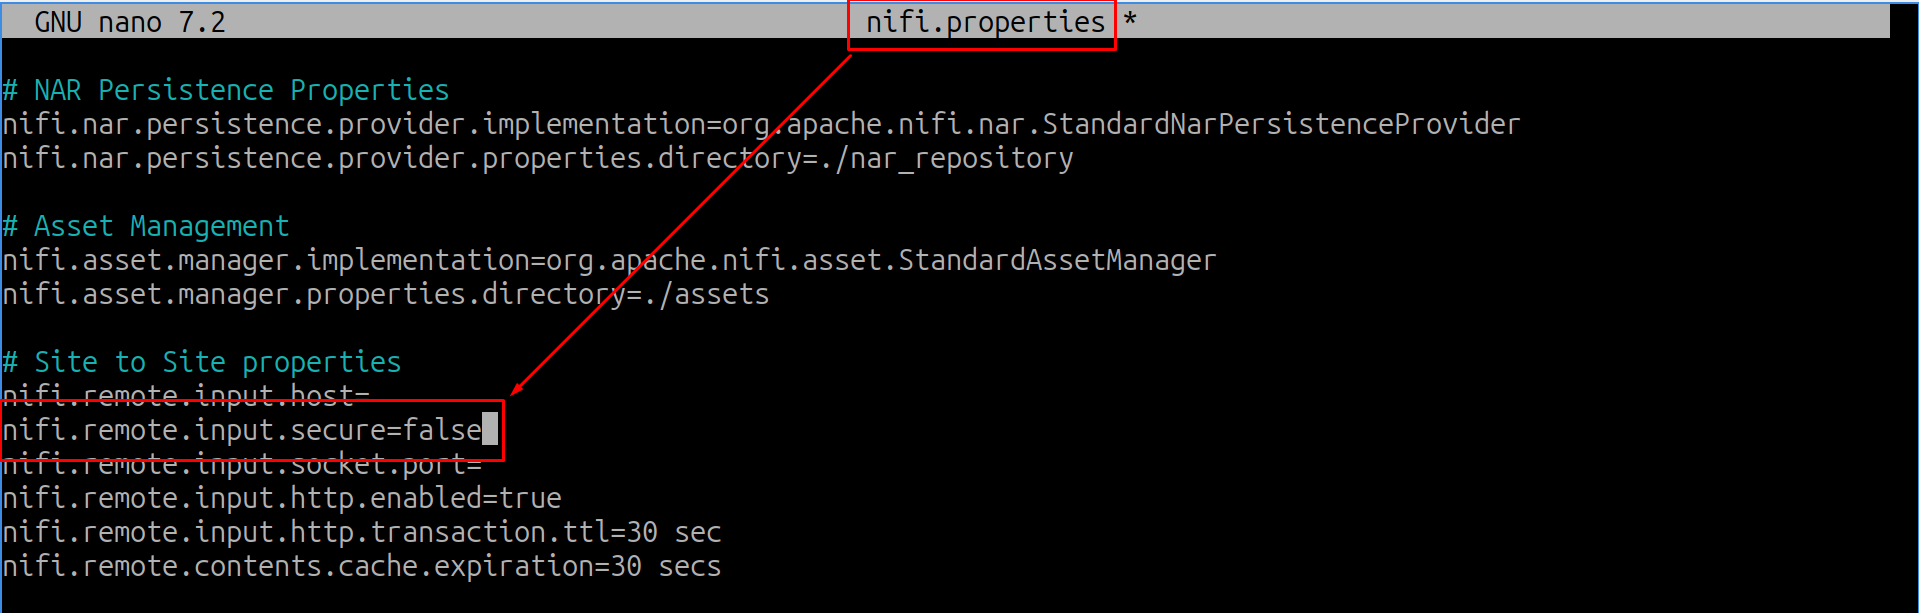 GNU nano 7.2 nifi.properties *
# NAR Persistence Properties
nifi.nar.persistence.provider.implementation=org.apache.nifi.nar.StandardNarPersistenceProvider
nifi.nar.persistence.provider.properties.directory=./nar_repository
# Asset Management
nifi.asset.manager.implementation=org.apache.nifi.asset.StandardAssetManager
nifi.asset.manager.properties.directory=./assets
# Site to Site properties
nifi.remote.input.host=
nifi.remote.input.secure=false
nifi.remote.input.socket.port=
nifi.remote.input.http.enabled=true
nifi.remote.input.http.transaction.ttl=30 sec
nifi.remote.contents.cache.expiration=30 secs